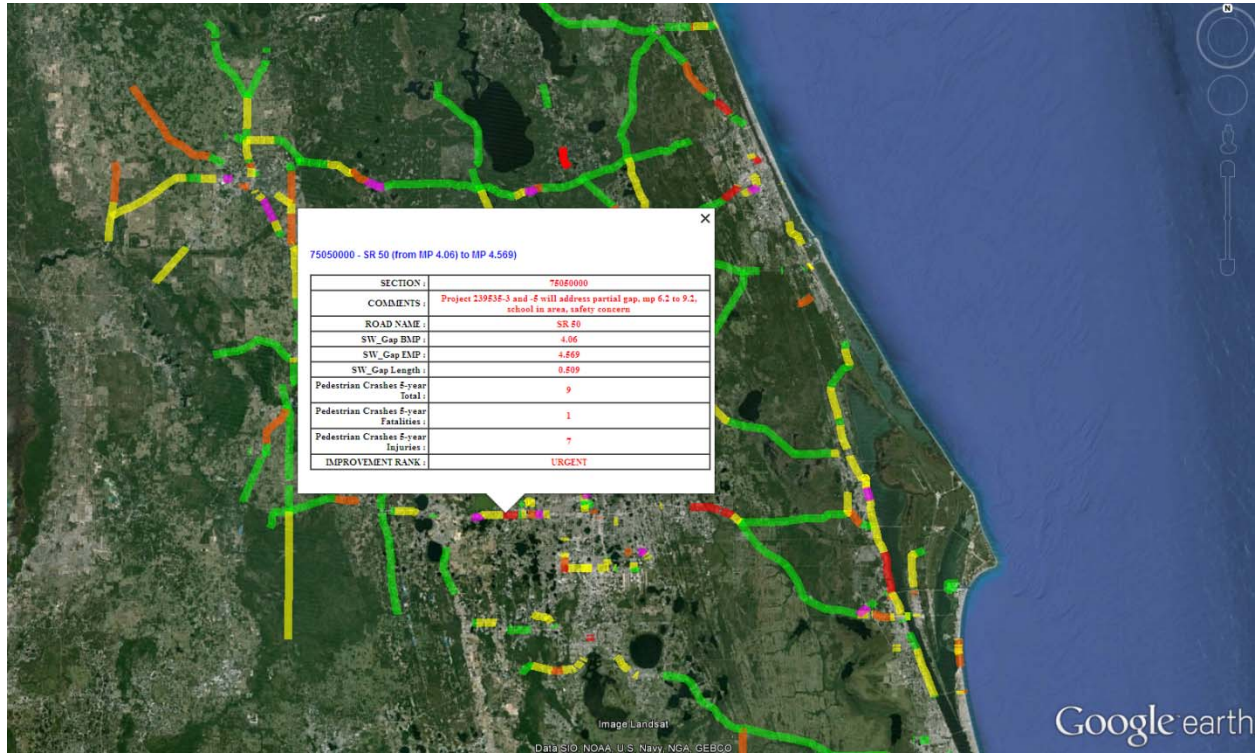 N
75050000 - SR 50 (from MP 4.06) to MP 4.569)
SECTION : 75050000
COMMENTS : Project 239535-3 and -5 will address partial gap, mp 6.2 to 9.2,
school in area, safety concern
ROAD NAME : SR 50
SW_Gap BMP : 4.06
SW_Gap EMP : 4.569
SW_Gap Length : 0.509
Pedestrian Crashes 5-year
Total : 9
Pedestrian Crashes 5-year
Fatalities : 1
Pedestrian Crashes 5-year
Injuries : 7
IMPROVEMENT RANK : URGENT
Image Landsat
Data SIO, NOAA, U.S. Navy, NGA, GEBCO
Google earth